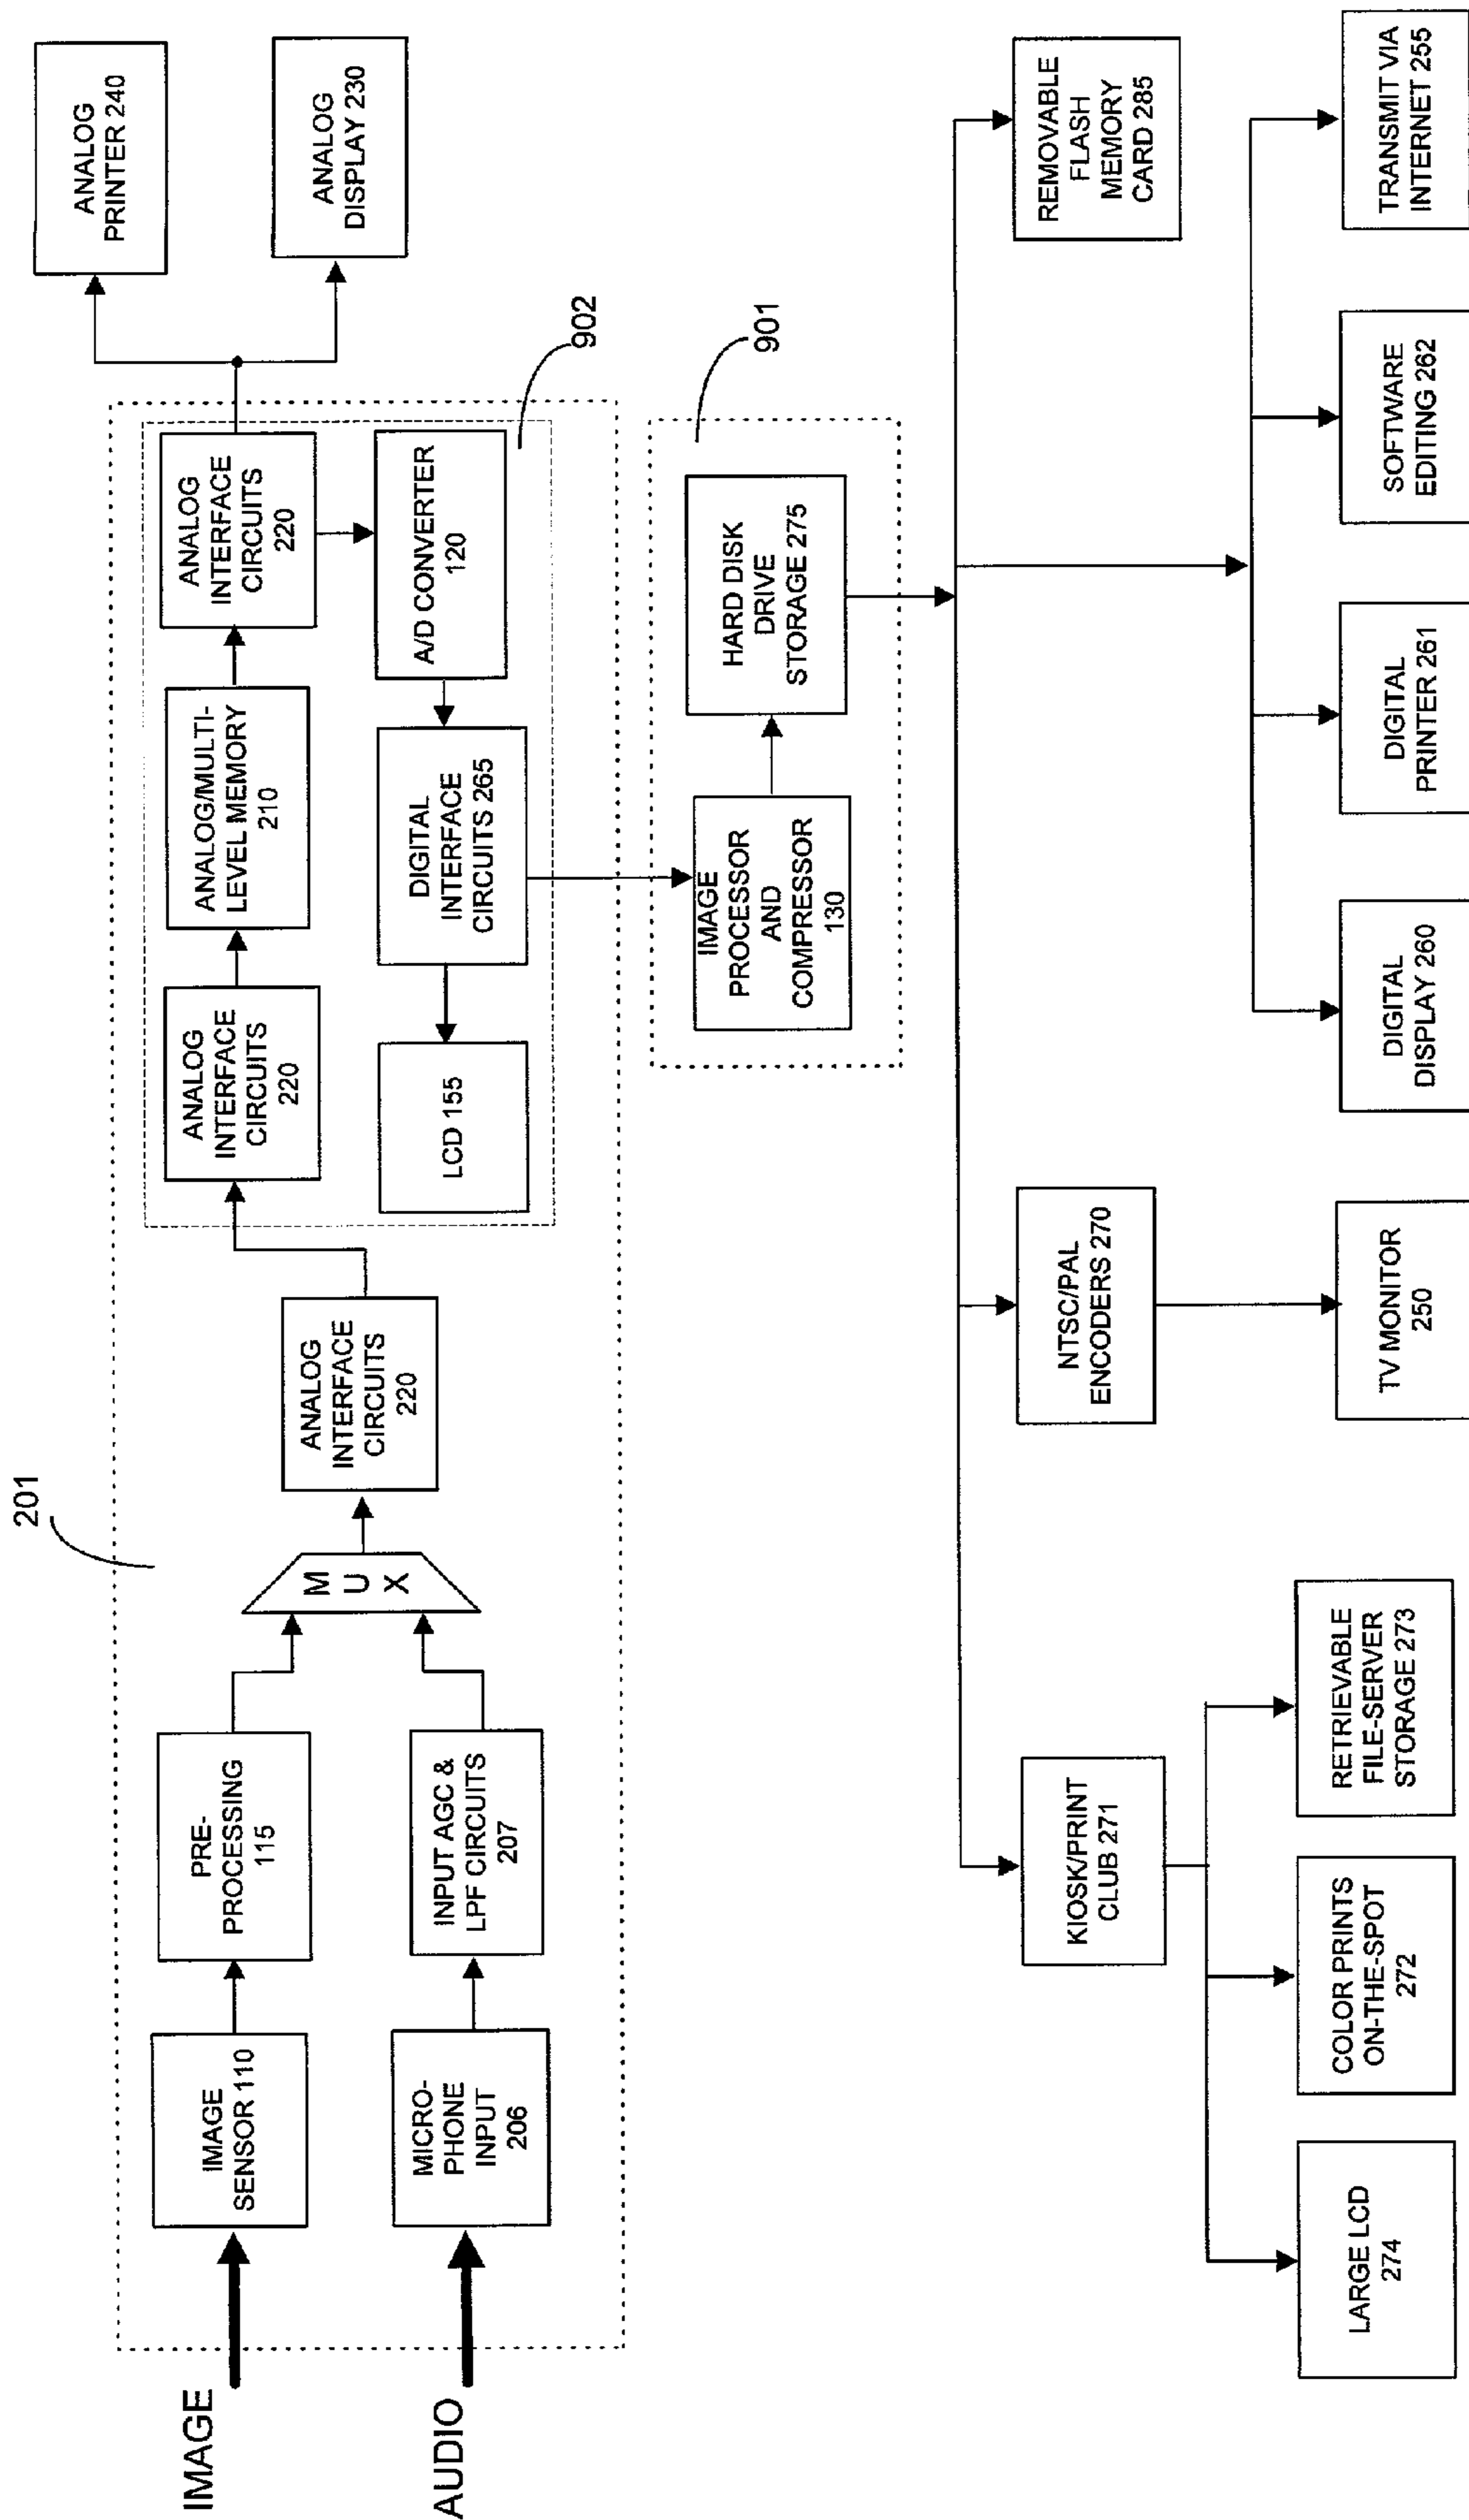 IMAGE
AUDIO
201
IMAGE
SENSOR 110
PRE-
PROCESSING
115
MICRO-
PHONE
INPUT
206
INPUT AGC &
LPF CIRCUITS
207
M
U
X
ANALOG
INTERFACE
CIRCUITS
220
ANALOG
INTERFACE
CIRCUITS
220
ANALOG/MULTI-
LEVEL MEMORY
210
ANALOG
INTERFACE
CIRCUITS
220
LCD 155
DIGITAL
INTERFACE
CIRCUITS 265
A/D CONVERTER
120
902
ANALOG
PRINTER 240
ANALOG
DISPLAY 230
IMAGE
PROCESSOR
AND
COMPRESSOR
130
HARD DISK
DRIVE
STORAGE 275
901
KIOSK/PRINT
CLUB 271
NTSC/PAL
ENCODERS 270
REMOVABLE
FLASH
MEMORY
CARD 285
LARGE LCD
274
COLOR PRINTS
ON-THE-SPOT
272
RETRIEVABLE
FILE-SERVER
STORAGE 273
TV MONITOR
250
DIGITAL
DISPLAY 260
DIGITAL
PRINTER 261
SOFTWARE
EDITING 262
TRANSMIT VIA
INTERNET 255